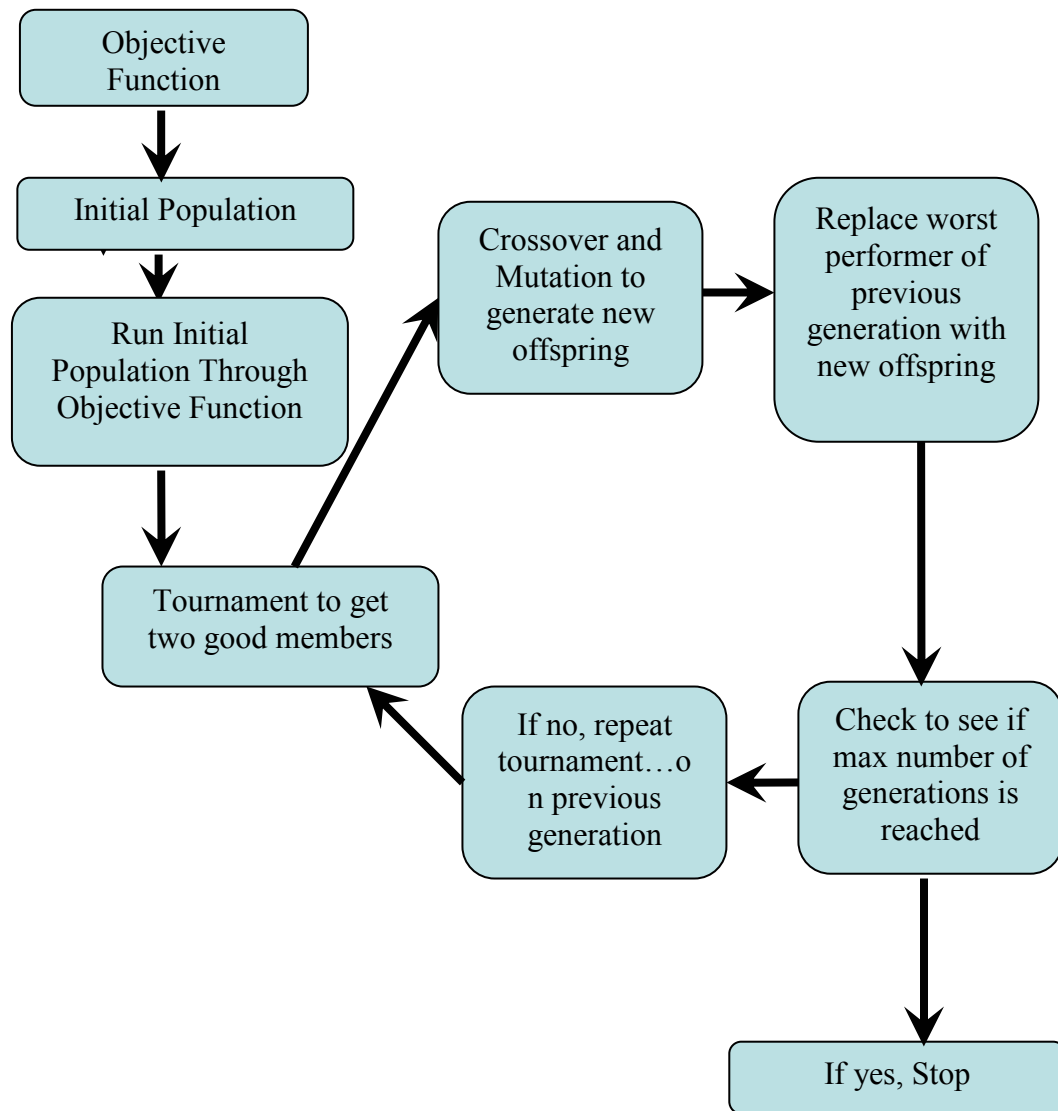 Objective
Function
Initial Population
Run Initial
Population Through
Objective Function
Tournament to get
two good members
Crossover and
Mutation to
generate new
offspring
Replace worst
performer of
previous
generation with
new offspring
Check to see if
max number of
generations is
reached
If no, repeat
tournament…o
n previous
generation
If yes, Stop